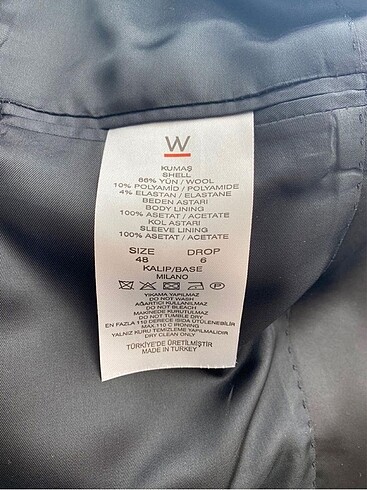 W
KUMAŞ
SHELL
86% YÜN / WOOL
10% POLYAMİD / POLYAMIDE
4% ELASTAN / ELASTANE
BEDEN ASTARI
BODY LINING
100% ASETAT / ACETATE
KOL ASTARI
SLEEVE LINING
100% ASETAT / ACETATE
SIZE DROP
48 6
KALIP/BASE
MILANO
P
YIKAMA YAPILMAZ
DO NOT WASH
AĞARTICI KULLANILMAZ
DO NOT BLEACH
MAKİNEDE KURUTULMAZ
DO NOT TUMBLE DRY
EN FAZLA 110 DERECE ISIDA ÜTÜLENEBİLİR
MAX.110 C IRONING
YALNIZ KURU TEMİZLEME YAPILMALIDIR
DRY CLEAN ONLY
TÜRKİYE'DE ÜRETİLMİŞTİR
MADE IN TURKEY